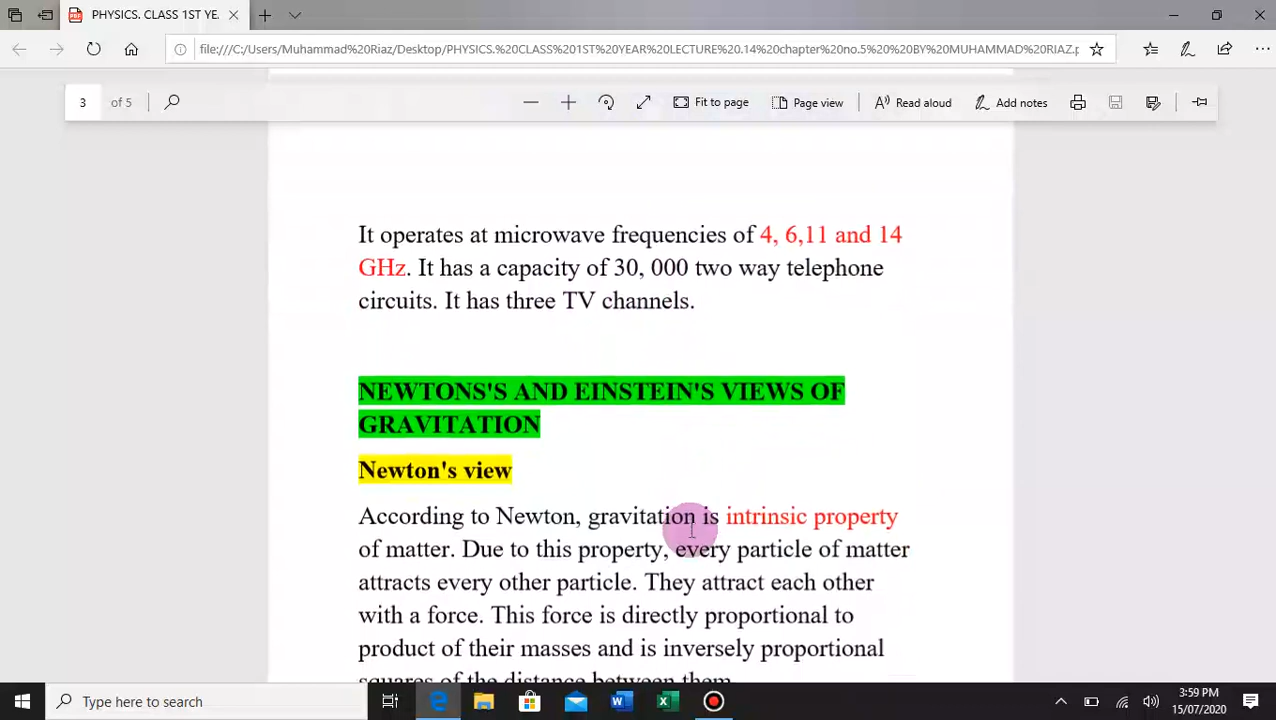 PHYSICS. CLASS 1ST YE.
file:///C:/Users/Muhammad%20Riaz/Desktop/PHYSICS.%20CLASS%201ST%20YEAR%20LECTURE%20.14%20chapter%20no.5%20%20BY%20MUHAMMAD%20RIAZ.p
3 of 5 Fit to page Page view Read aloud Add notes
It operates at microwave frequencies of 4, 6,11 and 14
GHz. It has a capacity of 30, 000 two way telephone
circuits. It has three TV channels.
NEWTONS'S AND EINSTEIN'S VIEWS OF
GRAVITATION
Newton's view
According to Newton, gravitation is intrinsic property
of matter. Due to this property, every particle of matter
attracts every other particle. They attract each other
with a force. This force is directly proportional to
product of their masses and is inversely proportional
squares of the distance between them
Type here to search
3:59 PM
15/07/2020